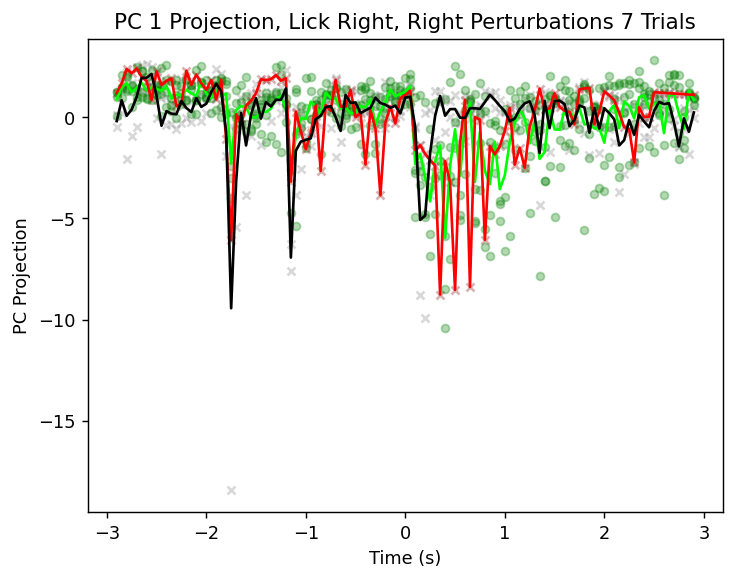 PC 1 Projection, Lick Right, Right Perturbations 7 Trials
0
−5
−10
−15
PC Projection
−3 −2 −1 0 1 2 3
Time (s)